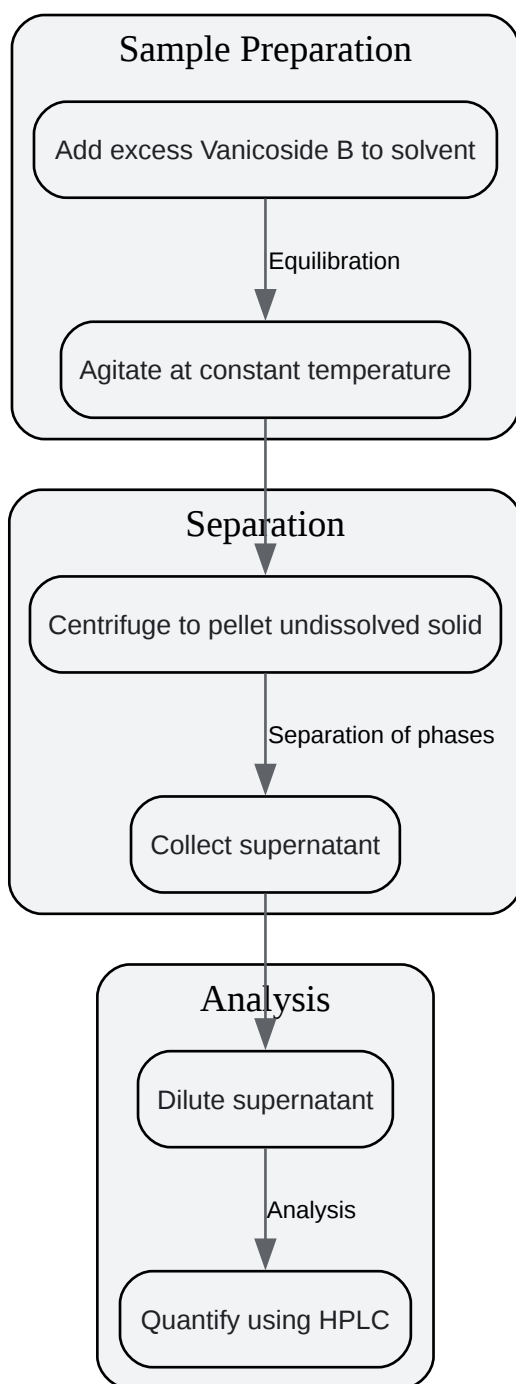 Sample Preparation
Add excess Vanicoside B to solvent
Equilibration
Agitate at constant temperature
Separation
Centrifuge to pellet undissolved solid
Separation of phases
Collect supernatant
Analysis
Dilute supernatant
Analysis
Quantify using HPLC